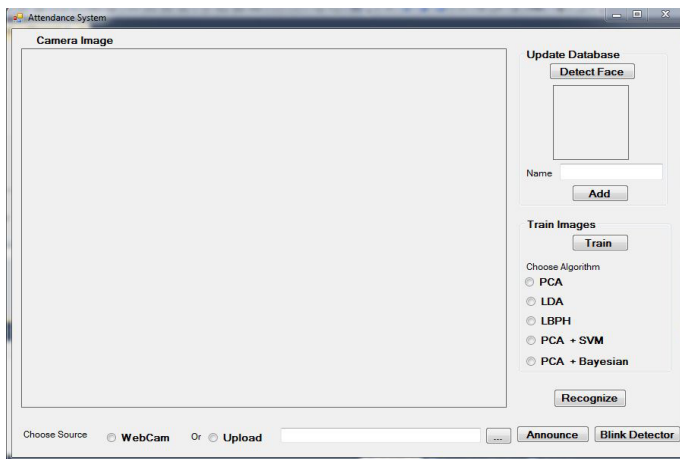 Attendance System
Camera Image
Update Database
Detect Face
Name
Add
Train Images
Train
Choose Algorithm
PCA
LDA
LBPH
PCA + SVM
PCA + Bayesian
Recognize
Choose Source WebCam Or Upload ... Announce Blink Detector